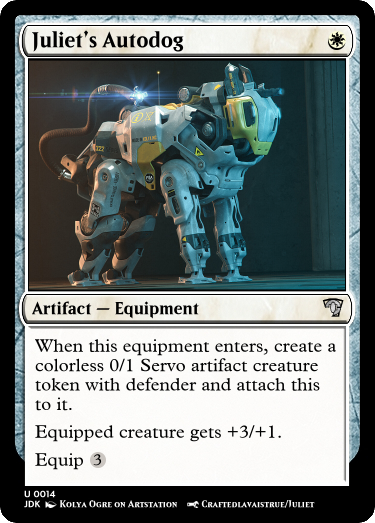 Juliet's Autodog
Artifact — Equipment
When this equipment enters, create a
colorless 0/1 Servo artifact creature
token with defender and attach this
to it.
Equipped creature gets +3/+1.
Equip 3
U 0014
JDK Kolya Ogre on Artstation Craftedlavaistrue/Juliet